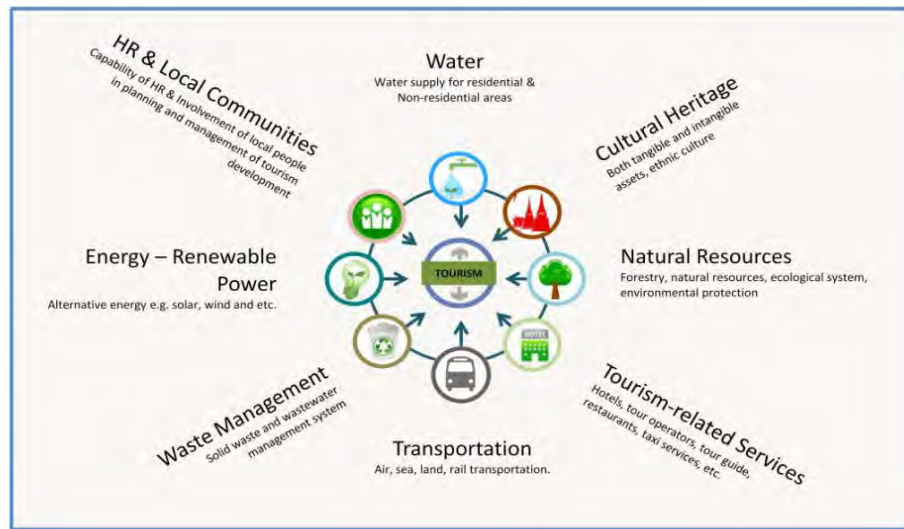 HR & Local Communities
Capability of HR & Involvement of local people
in planning and management of tourism
development
Water
Water supply for residential &
Non-residential areas
Cultural Heritage
Both tangible and intangible
assets, ethnic culture
Energy – Renewable
Power
Alternative energy e.g. solar, wind and etc.
TOURISM
Natural Resources
Forestry, natural resources, ecological system,
environmental protection
HOTEL
Waste Management
Solid waste and wastewater
management system
Transportation
Air, sea, land, rail transportation.
Tourism-related Services
Hotels, tour operators, tour guide,
restaurants, taxi services, etc.